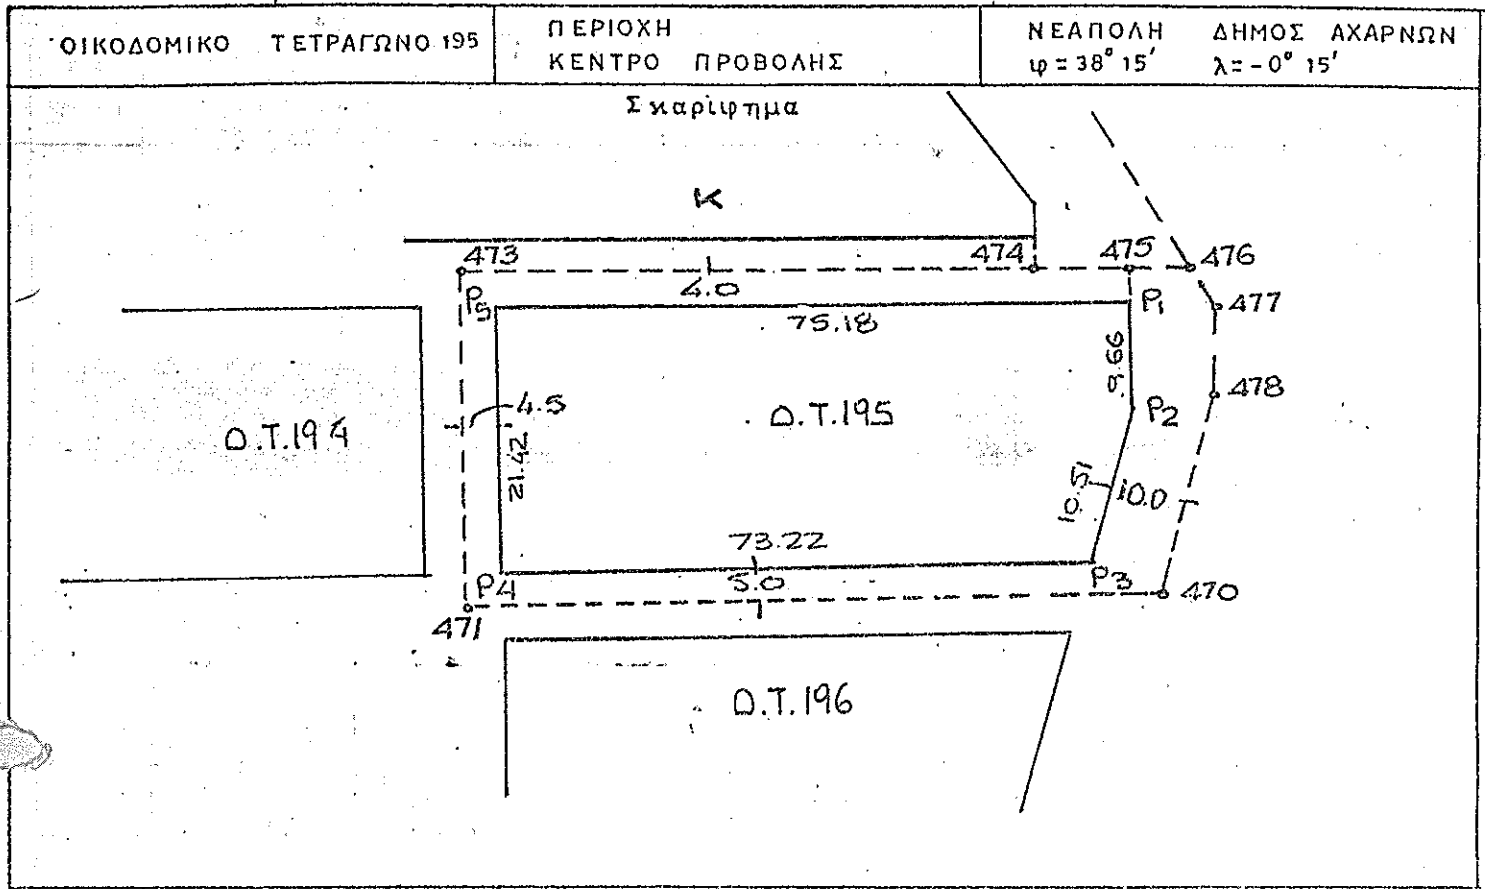 ΟΙΚΟΔΟΜΙΚΟ ΤΕΤΡΑΓΩΝΟ 195
ΠΕΡΙΟΧΗ
ΚΕΝΤΡΟ ΠΡΟΒΟΛΗΣ
ΝΕΑΠΟΛΗ ΔΗΜΟΣ ΑΧΑΡΝΩΝ
φ = 38° 15′ λ = -0° 15′
Σκαρίφημα
Κ
473
474
475
476
4.0
P5
P1
477
75.18
9.66
478
4.5
P2
Ο.Τ.194
Ο.Τ.195
21.42
10.51
10.0
73.22
P4
5.0
P3
470
471
Ο.Τ.196